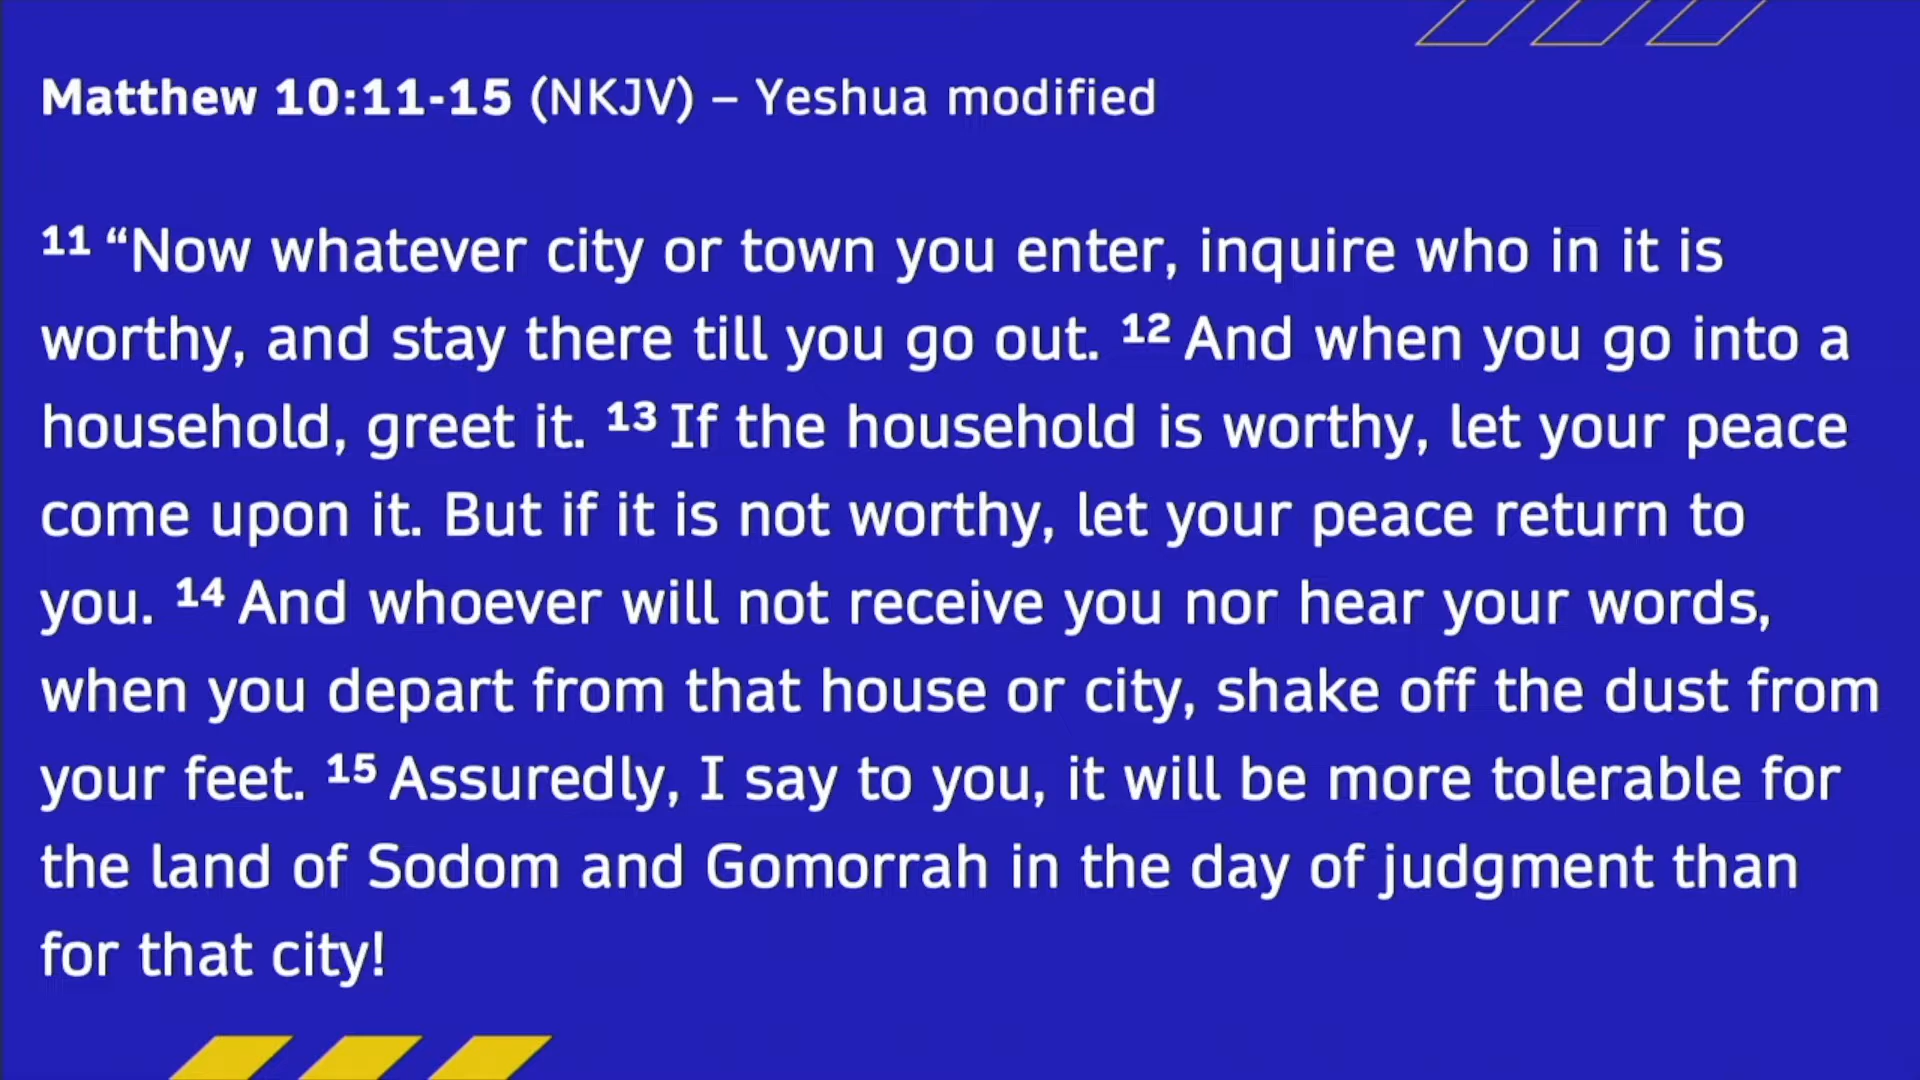 Matthew 10:11-15 (NKJV) – Yeshua modified
11 “Now whatever city or town you enter, inquire who in it is
worthy, and stay there till you go out. 12 And when you go into a
household, greet it. 13 If the household is worthy, let your peace
come upon it. But if it is not worthy, let your peace return to
you. 14 And whoever will not receive you nor hear your words,
when you depart from that house or city, shake off the dust from
your feet. 15 Assuredly, I say to you, it will be more tolerable for
the land of Sodom and Gomorrah in the day of judgment than
for that city!